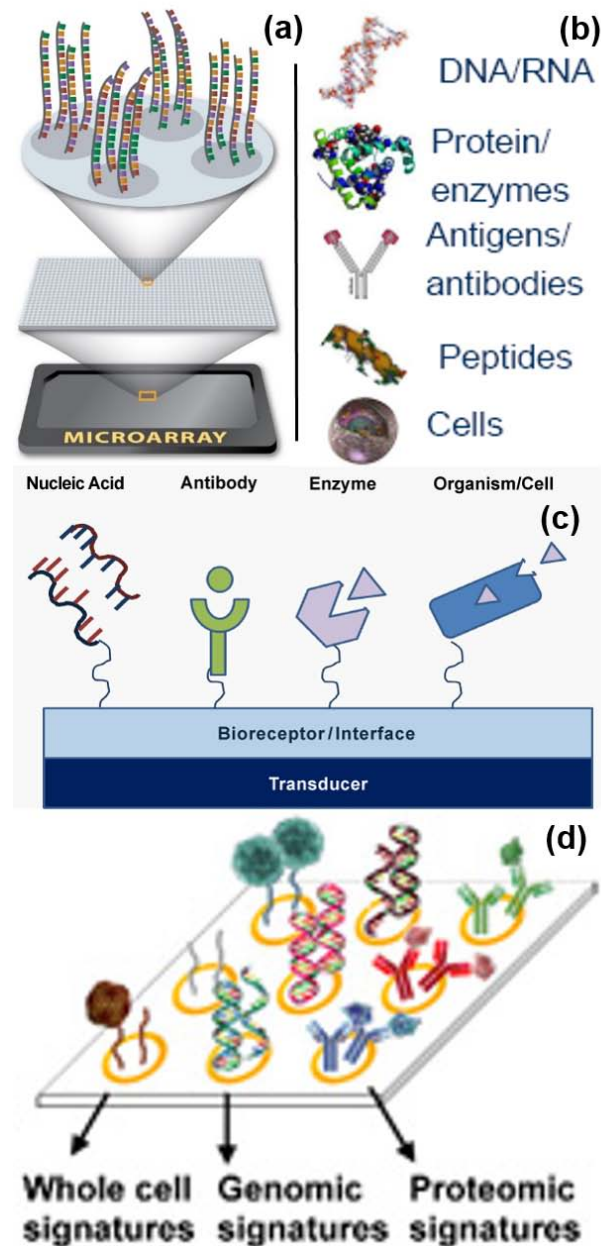 (a)
MICROARRAY
(b)
DNA/RNA
Protein/
enzymes
Antigens/
antibodies
Peptides
Cells
Nucleic Acid Antibody Enzyme Organism/Cell
(c)
Bioreceptor/Interface
Transducer
(d)
Whole cell Genomic Proteomic
signatures signatures signatures